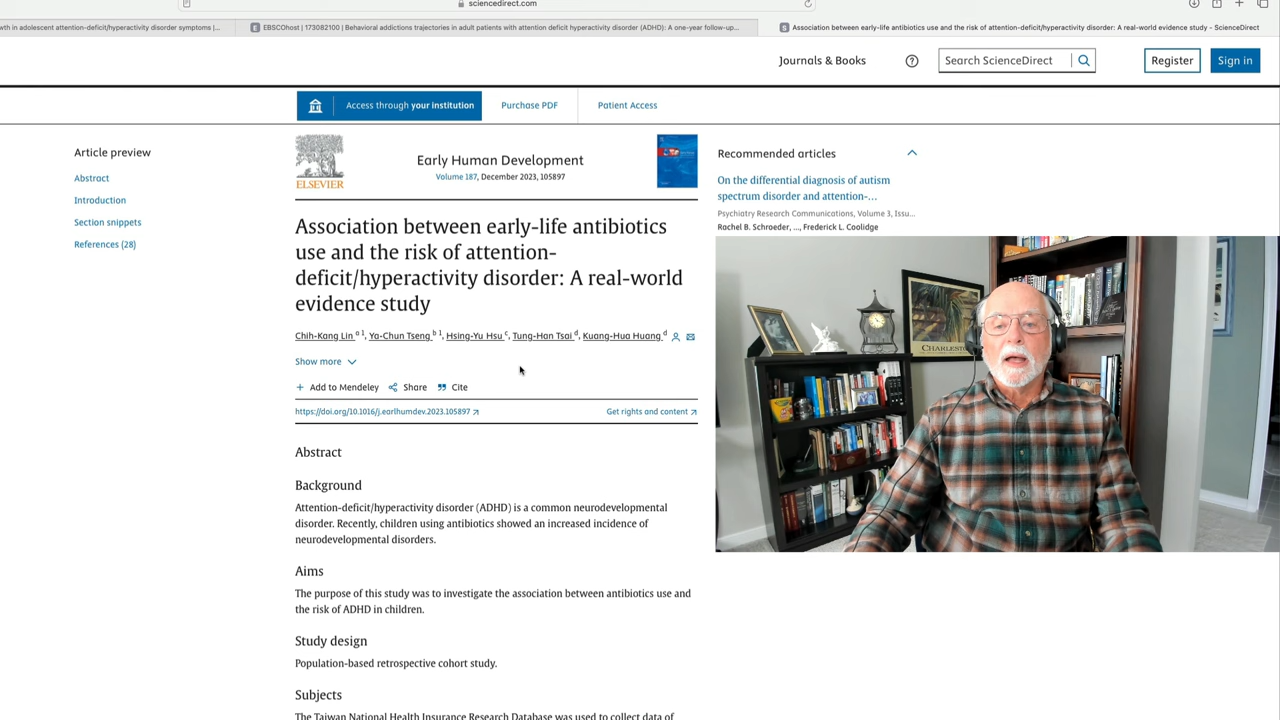 sciencedirect.com
wth in adolescent attention-deficit/hyperactivity disorder symptoms |...
EBSCOhost | 173082100 | Behavioral addictions trajectories in adult patients with attention deficit hyperactivity disorder (ADHD): A one-year follow-up...
S Association between early-life antibiotics use and the risk of attention-deficit/hyperactivity disorder: A real-world evidence study - ScienceDirect
Journals & Books
?
Search ScienceDirect
Register
Sign in
Access through your institution
Purchase PDF
Patient Access
Article preview
Abstract
Introduction
Section snippets
References (28)
ELSEVIER
Early Human Development
Volume 187, December 2023, 105897
Recommended articles
On the differential diagnosis of autism
spectrum disorder and attention-...
Psychiatry Research Communications, Volume 3, Issu...
Rachel B. Schroeder, ..., Frederick L. Coolidge
Association between early-life antibiotics
use and the risk of attention-
deficit/hyperactivity disorder: A real-world
evidence study
Chih-Kang Lin a 1, Ya-Chun Tseng b 1, Hsing-Yu Hsu c, Tung-Han Tsai d, Kuang-Hua Huang d
Show more
+ Add to Mendeley Share Cite
https://doi.org/10.1016/j.earlhumdev.2023.105897
Get rights and content
Abstract
Background
Attention-deficit/hyperactivity disorder (ADHD) is a common neurodevelopmental
disorder. Recently, children using antibiotics showed an increased incidence of
neurodevelopmental disorders.
Aims
The purpose of this study was to investigate the association between antibiotics use and
the risk of ADHD in children.
Study design
Population-based retrospective cohort study.
Subjects
The Taiwan National Health Insurance Research Database was used to collect data of
CHARLESTO